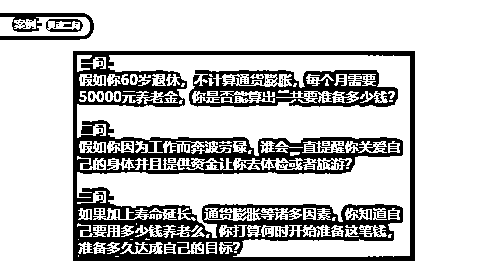 案例-
一问
假如你60岁退休，不计算通货膨胀，每个月需要
50000元养老金，你是否能算出一共要准备多少钱？
二问
假如你因为工作而奔波劳碌，谁会一直提醒你关爱自
己的身体并且提供资金让你去体检或者旅游？
三问
如果加上寿命延长、通货膨胀等诸多因素，你知道自
己要用多少钱养老么，你打算何时开始准备这笔钱，
准备多久达成自己的目标？